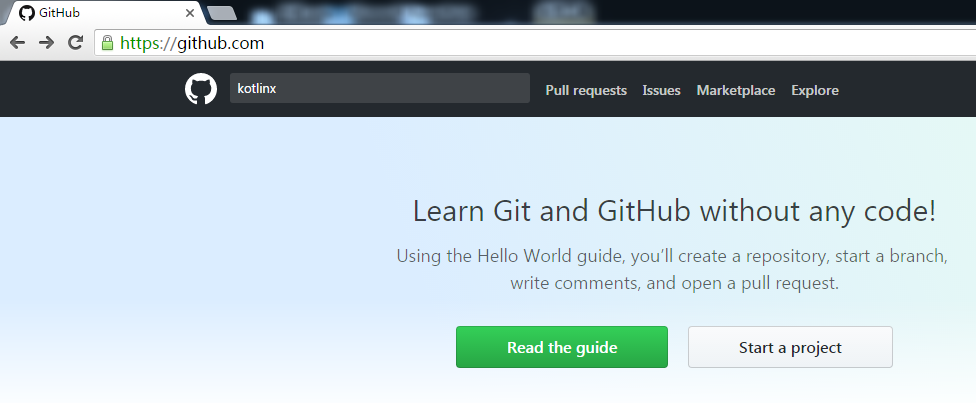 GitHub
https://github.com
kotlinx
Pull requests Issues Marketplace Explore
Learn Git and GitHub without any code!
Using the Hello World guide, you’ll create a repository, start a branch,
write comments, and open a pull request.
Read the guide Start a project